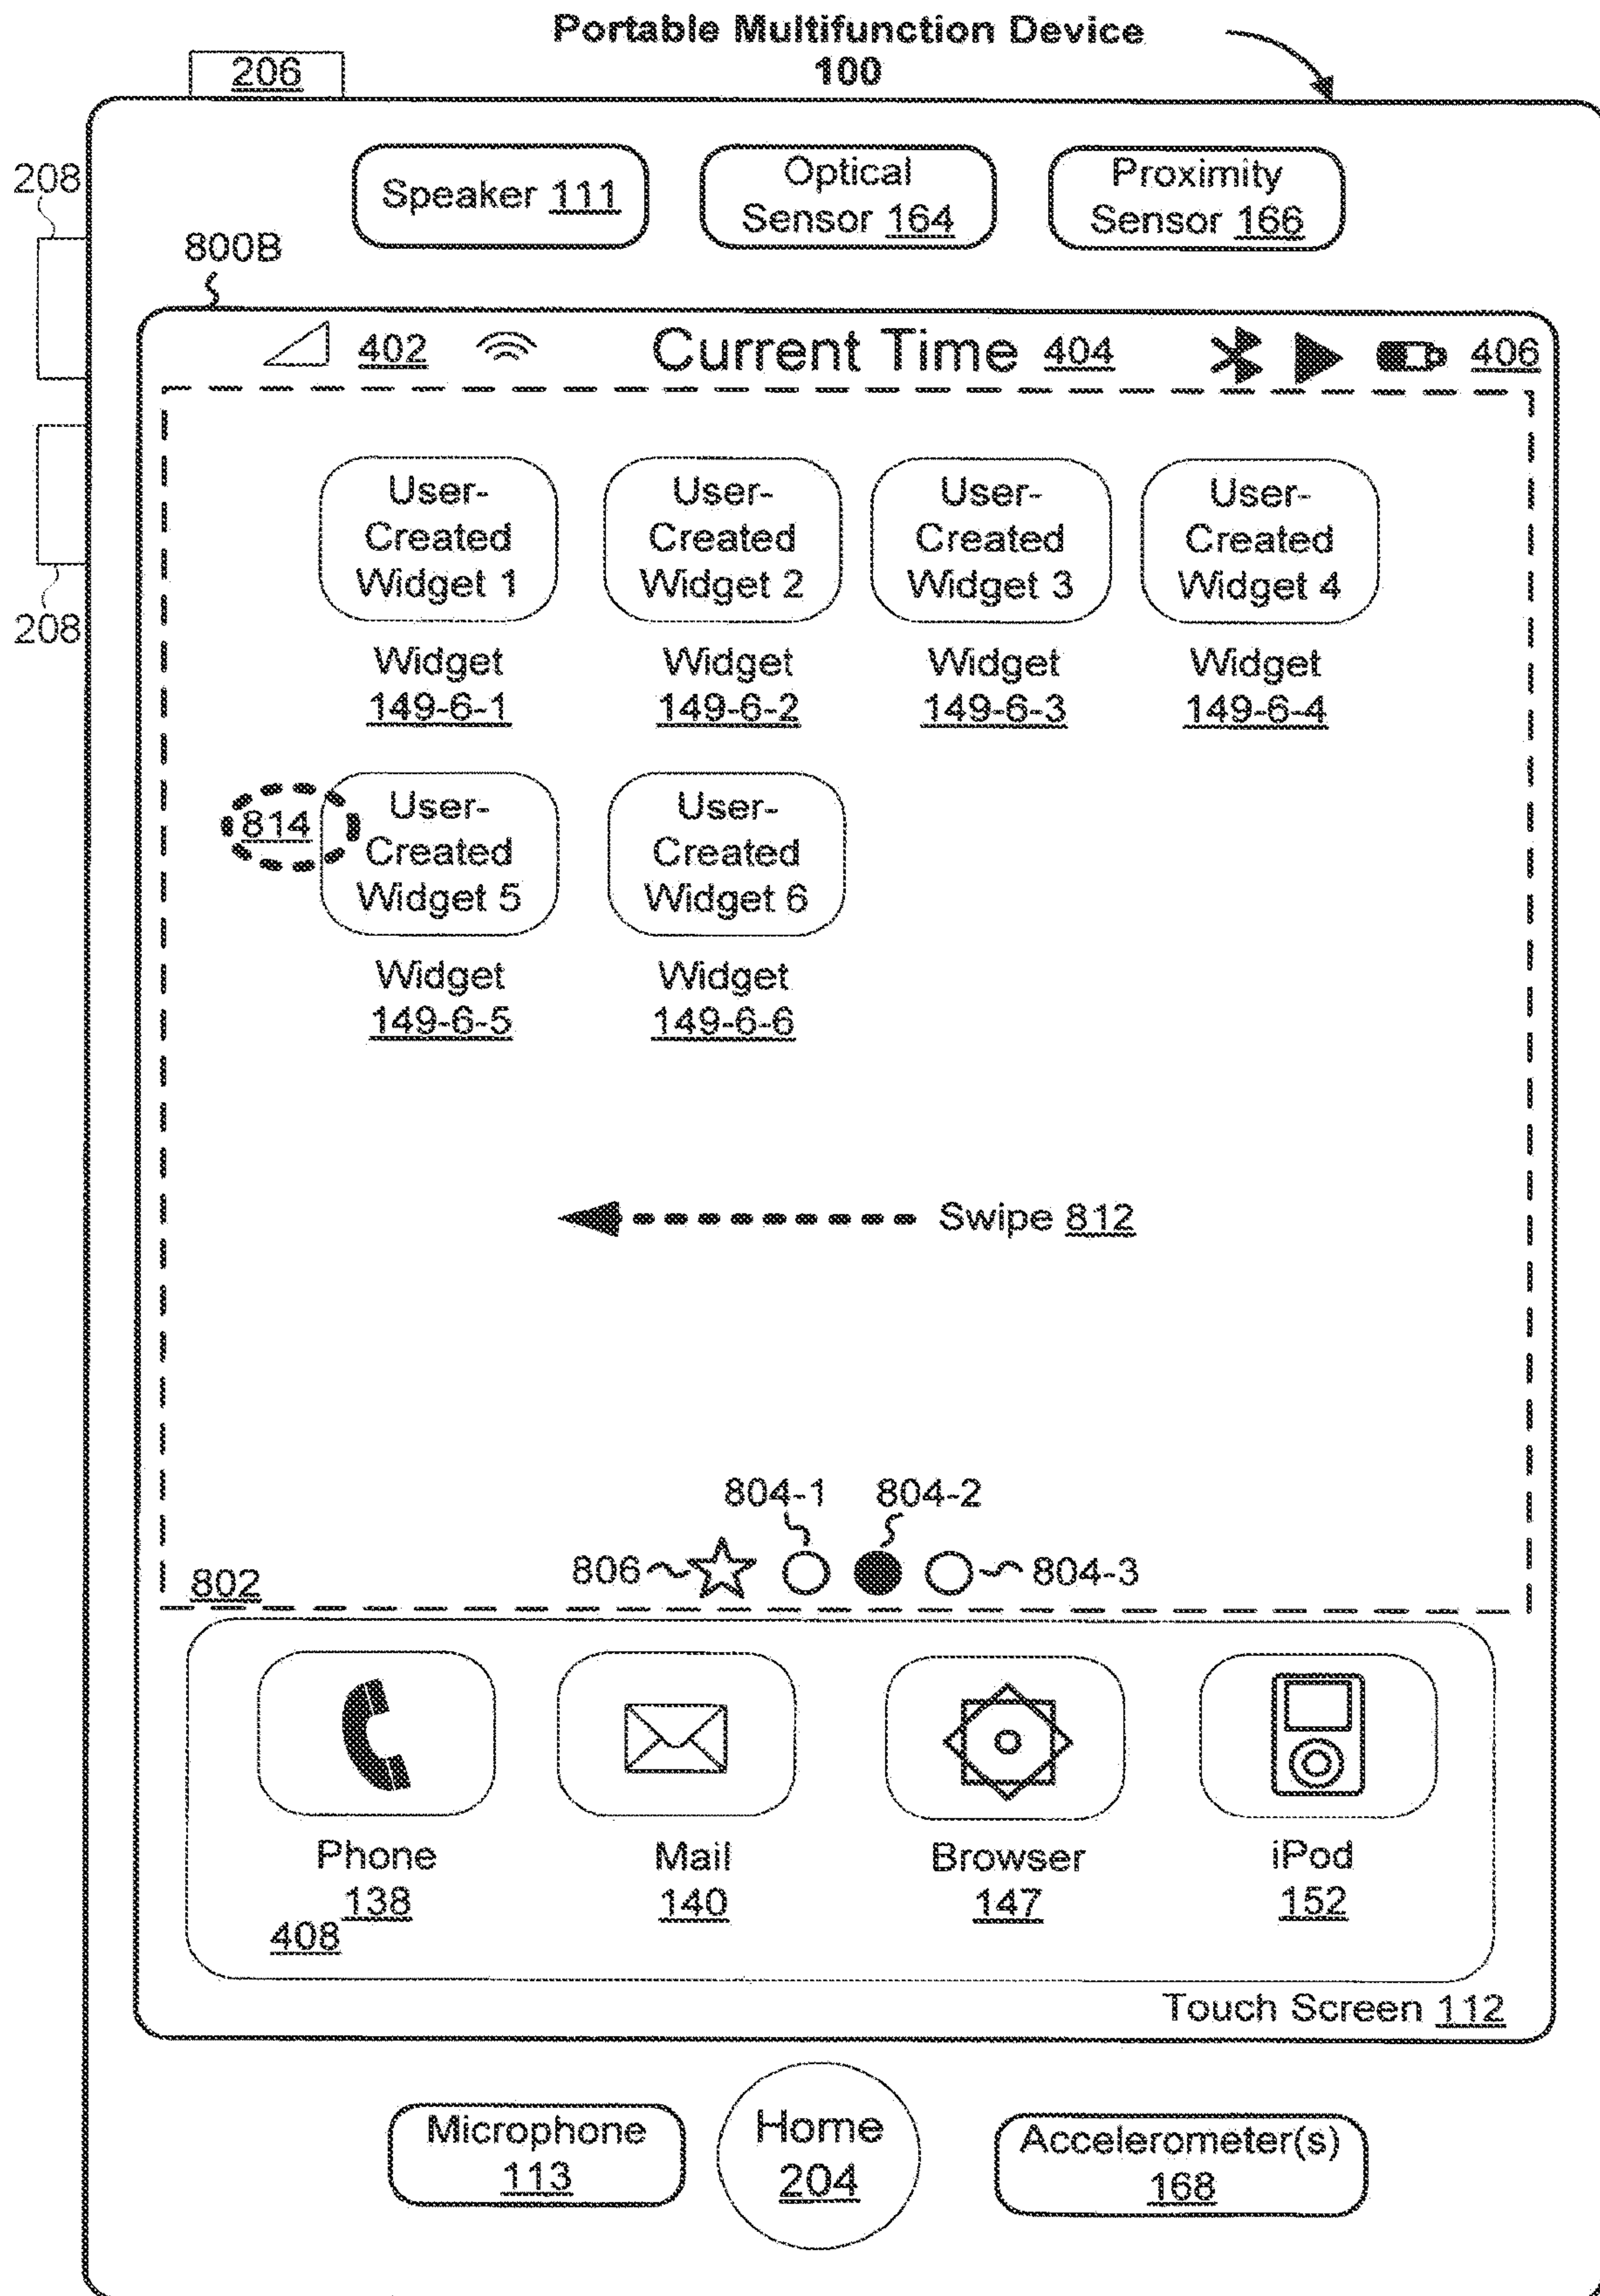 Portable Multifunction Device
100
206
208
Speaker 111
Optical
Sensor 164
Proximity
Sensor 166
800B
402
Current Time 404
406
User-
Created
Widget 1
User-
Created
Widget 2
User-
Created
Widget 3
User-
Created
Widget 4
208
Widget
149-6-1
Widget
149-6-2
Widget
149-6-3
Widget
149-6-4
814
User-
Created
Widget 5
User-
Created
Widget 6
Widget
149-6-5
Widget
149-6-6
Swipe 812
804-1
804-2
806
804-3
802
Phone
138
Mail
140
Browser
147
iPod
152
408
Touch Screen 112
Microphone
113
Home
204
Accelerometer(s)
168